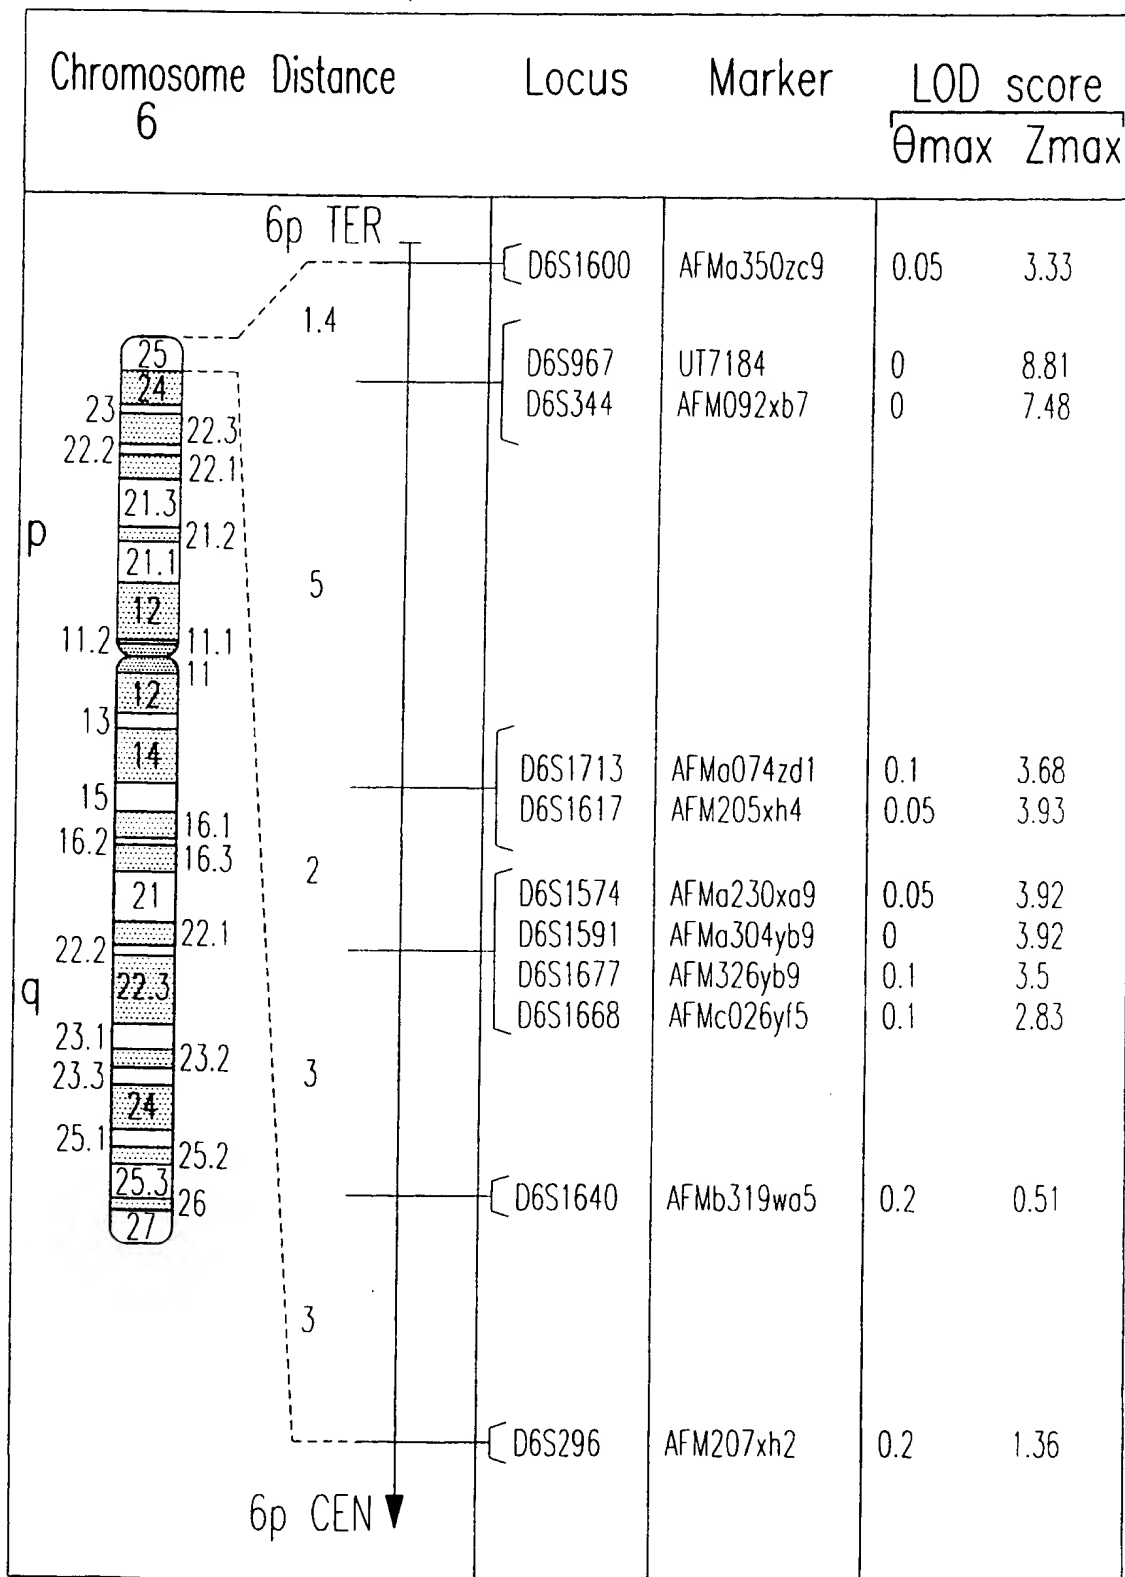 Chromosome 6 Distance Locus Marker LOD score
θmax Zmax
6p TER
D6S1600 AFMa350zc9 0.05 3.33
1.4
D6S967 UT7184 0 8.81
D6S344 AFM092xb7 0 7.48
25
24
23
22.3
22.2
22.1
21.3
p
21.2
21.1
5
12
11.2 11.1
11
12
13
14
D6S1713 AFMa074zd1 0.1 3.68
15
D6S1617 AFM205xh4 0.05 3.93
16.1
16.2
16.3
2
21
D6S1574 AFMa230xa9 0.05 3.92
22.1
D6S1591 AFMa304yb9 0 3.92
22.2
22.3
q
D6S1677 AFM326yb9 0.1 3.5
D6S1668 AFMc026yf5 0.1 2.83
23.1
23.2
23.3
3
24
25.1
25.2
25.3
26
D6S1640 AFMb319wa5 0.2 0.51
27
3
D6S296 AFM207xh2 0.2 1.36
6p CEN